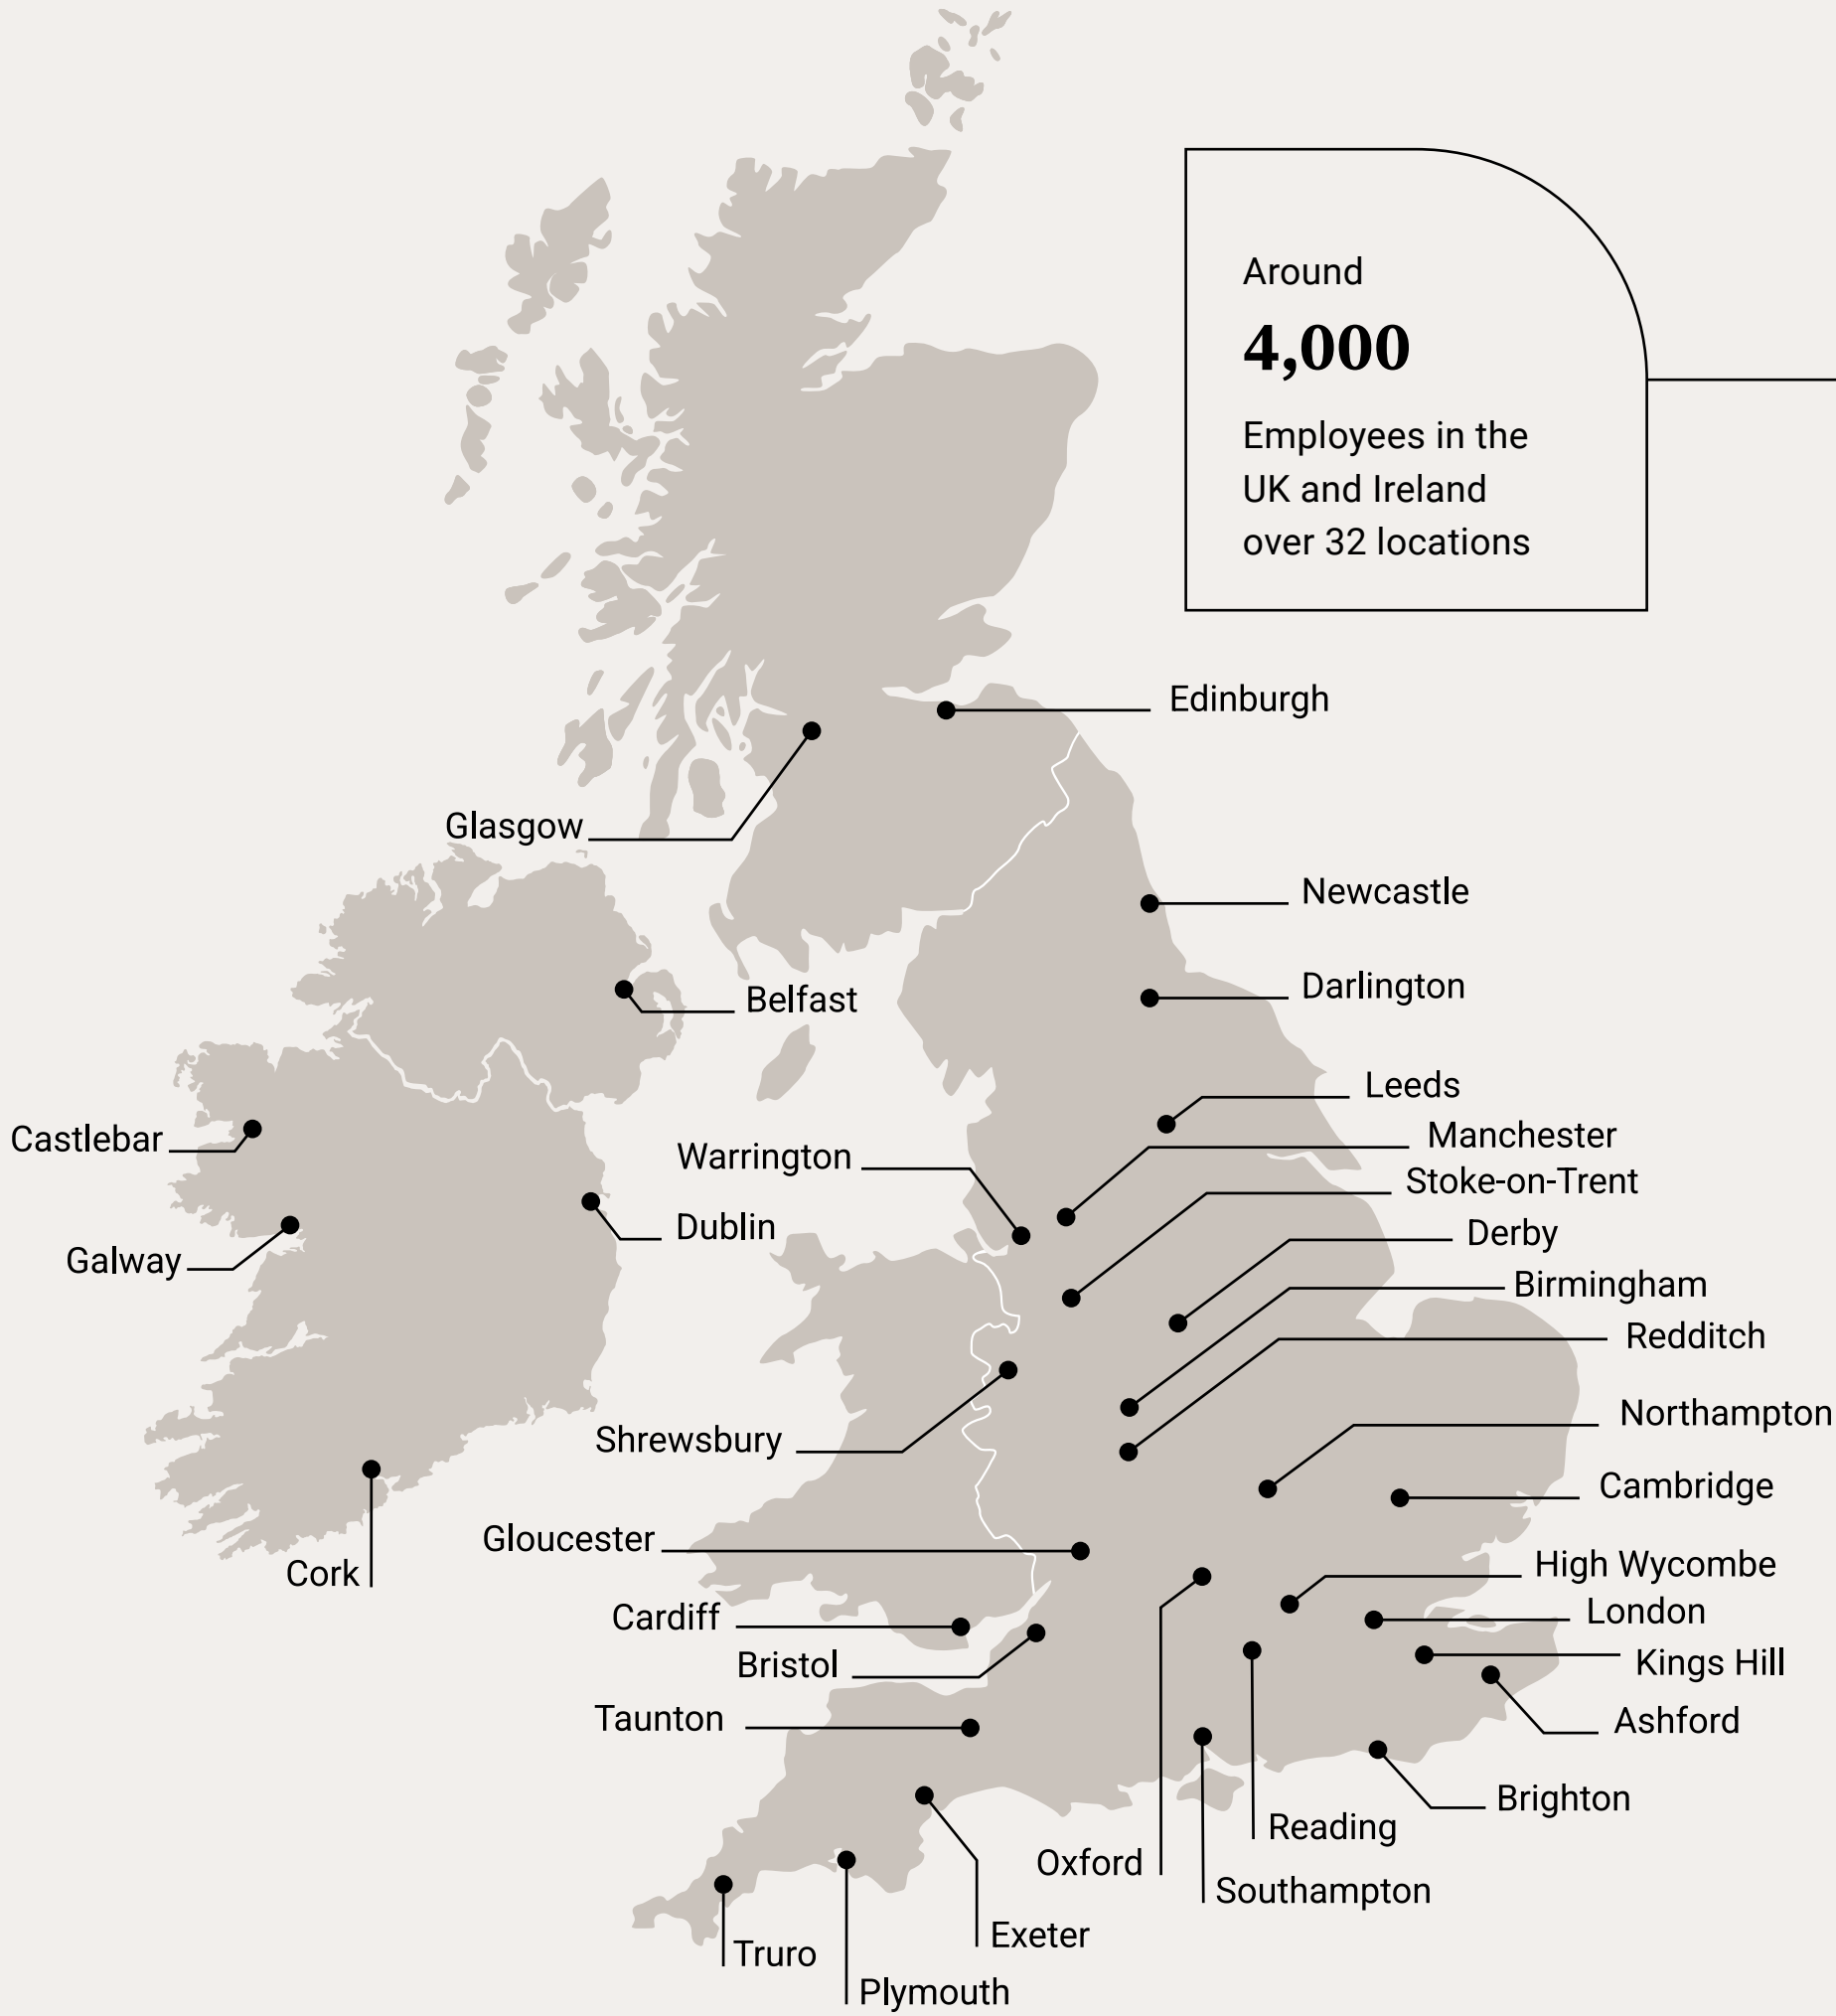 Around
4,000
Employees in the
UK and Ireland
over 32 locations
Edinburgh
Glasgow
Newcastle
Darlington
Belfast
Leeds
Castlebar
Manchester
Warrington
Stoke-on-Trent
Dublin
Derby
Galway
Birmingham
Redditch
Northampton
Shrewsbury
Cambridge
Gloucester
High Wycombe
Cork
London
Cardiff
Kings Hill
Bristol
Taunton
Ashford
Brighton
Reading
Oxford
Southampton
Exeter
Truro
Plymouth